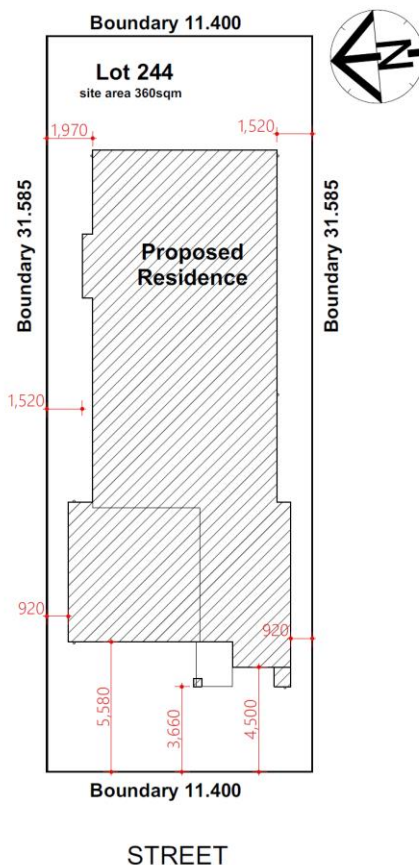 Boundary 11.400
N
Lot 244
site area 360sqm
1,970
1,520
Boundary 31.585
Boundary 31.585
Proposed
Residence
1,520
920
920
5,580
3,660
4,500
Boundary 11.400
STREET